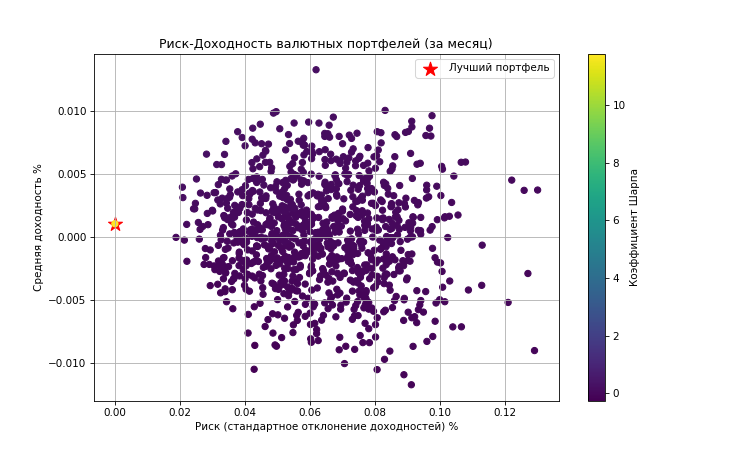 Риск-Доходность валютных портфелей (за месяц)
Лучший портфель
Средняя доходность %
0.010
0.005
0.000
−0.005
−0.010
0.00 0.02 0.04 0.06 0.08 0.10 0.12
Риск (стандартное отклонение доходностей) %
10
8
6
4
2
0
Коэффициент Шарпа